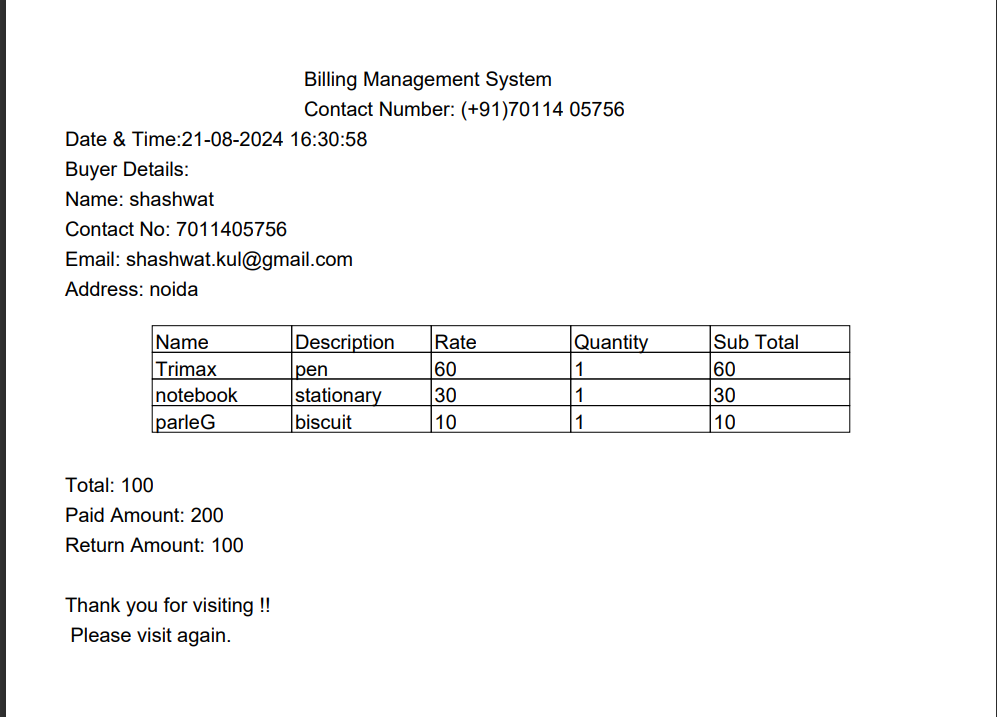 Billing Management System
Contact Number: (+91)70114 05756
Date & Time:21-08-2024 16:30:58
Buyer Details:
Name: shashwat
Contact No: 7011405756
Email: shashwat.kul@gmail.com
Address: noida
Name Description Rate Quantity Sub Total
Trimax pen 60 1 60
notebook stationary 30 1 30
parleG biscuit 10 1 10
Total: 100
Paid Amount: 200
Return Amount: 100
Thank you for visiting !!
Please visit again.